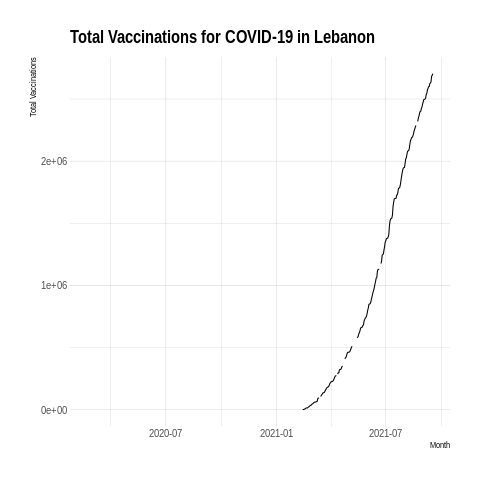 Total Vaccinations for COVID-19 in Lebanon
Total Vaccinations
2e+06
1e+06
0e+00
2020-07 2021-01 2021-07
Month